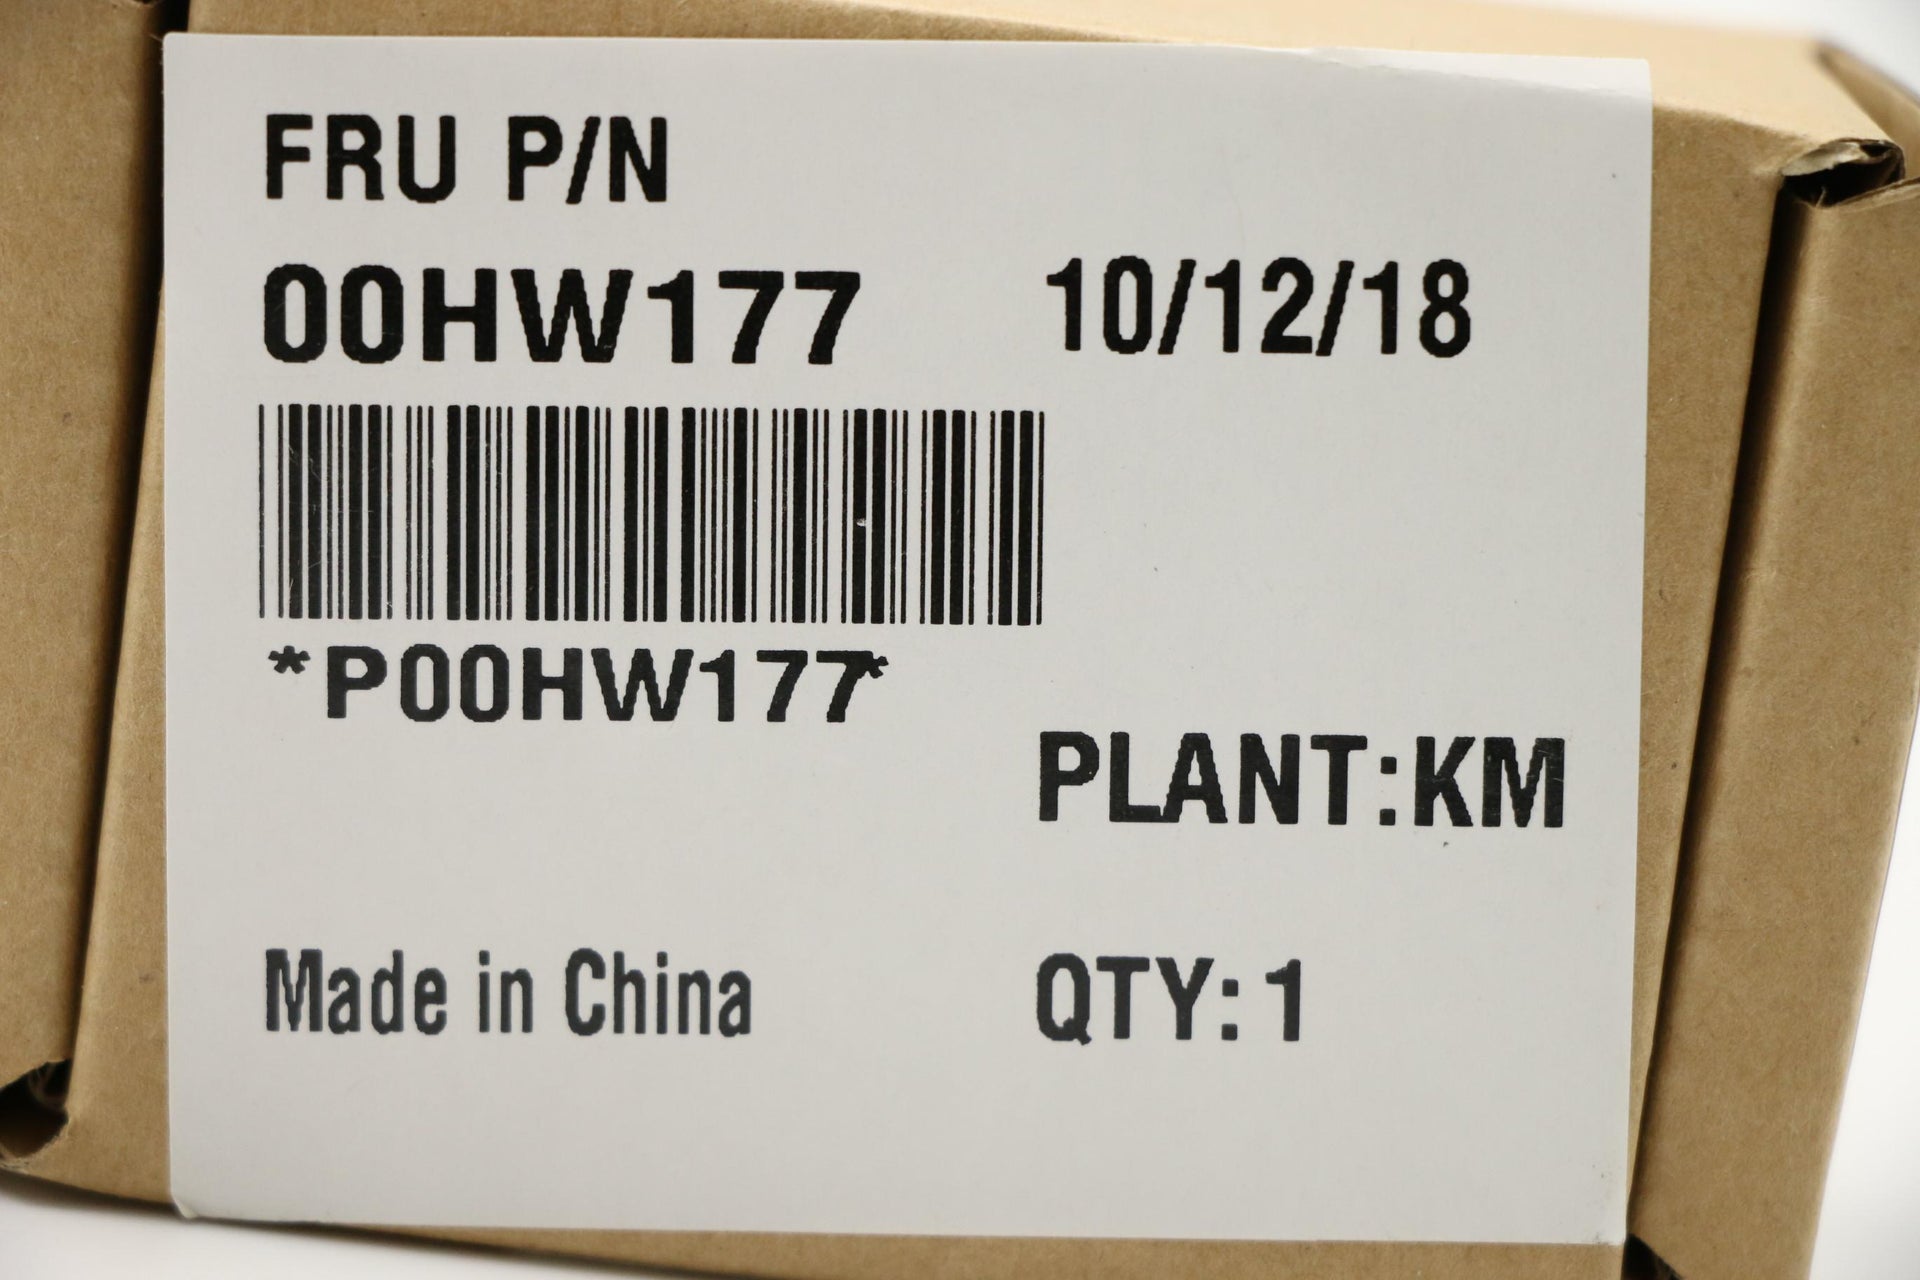 FRU P/N
00HW177 10/12/18
*P00HW177*
PLANT:KM
Made in China QTY: 1